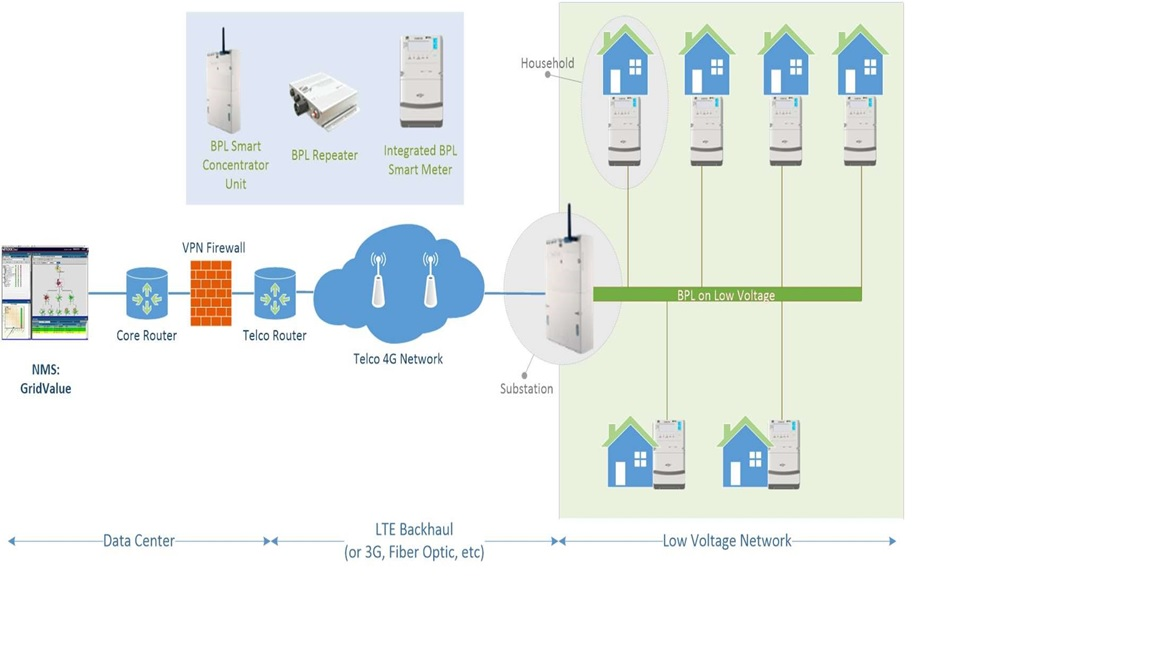 BPL Smart
Concentrator
Unit
BPL Repeater
Integrated BPL
Smart Meter
Household
VPN Firewall
BPL on Low Voltage
Core Router
Telco Router
Telco 4G Network
NMS:
GridValue
Substation
Data Center
LTE Backhaul
(or 3G, Fiber Optic, etc)
Low Voltage Network